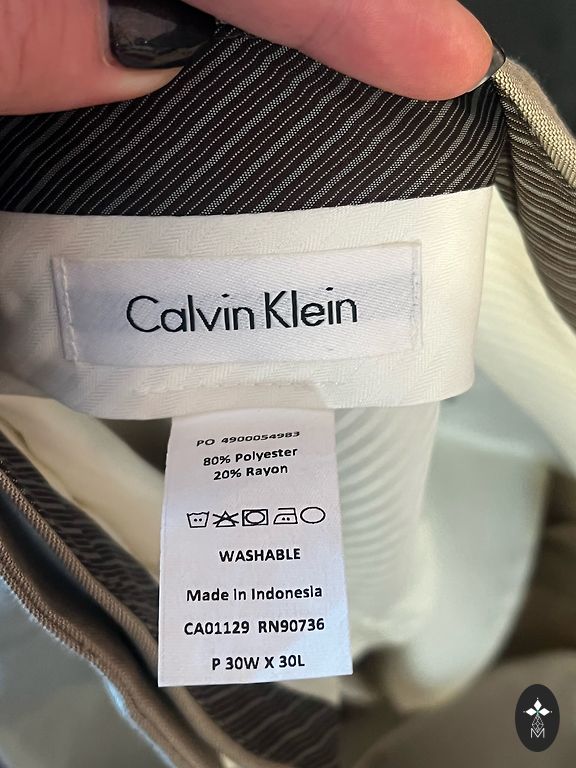 Calvin Klein
PO 4900054983
80% Polyester
20% Rayon
WASHABLE
Made in Indonesia
CA01129 RN90736
P 30W X 30L
M